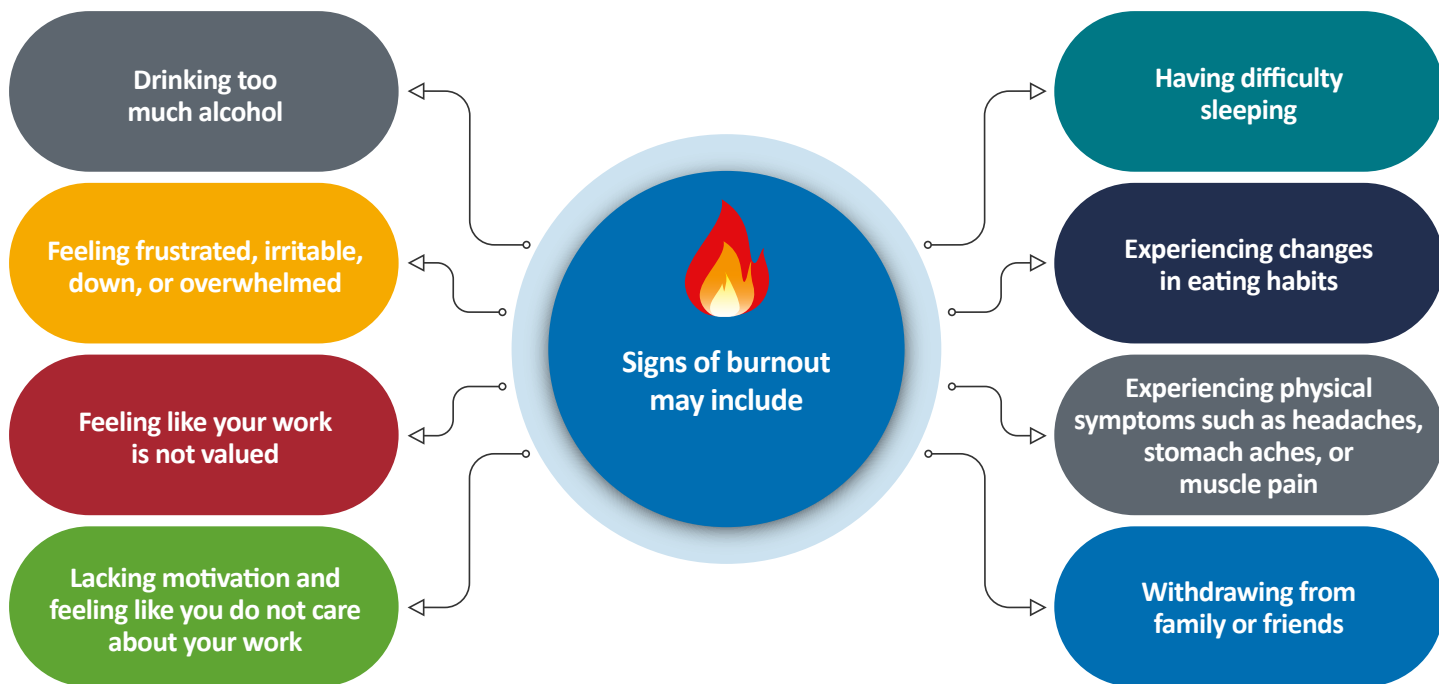 Drinking too
much alcohol
Feeling frustrated, irritable,
down, or overwhelmed
Feeling like your work
is not valued
Lacking motivation and
feeling like you do not care
about your work
Signs of burnout
may include
Having difficulty
sleeping
Experiencing changes
in eating habits
Experiencing physical
symptoms such as headaches,
stomach aches, or
muscle pain
Withdrawing from
family or friends